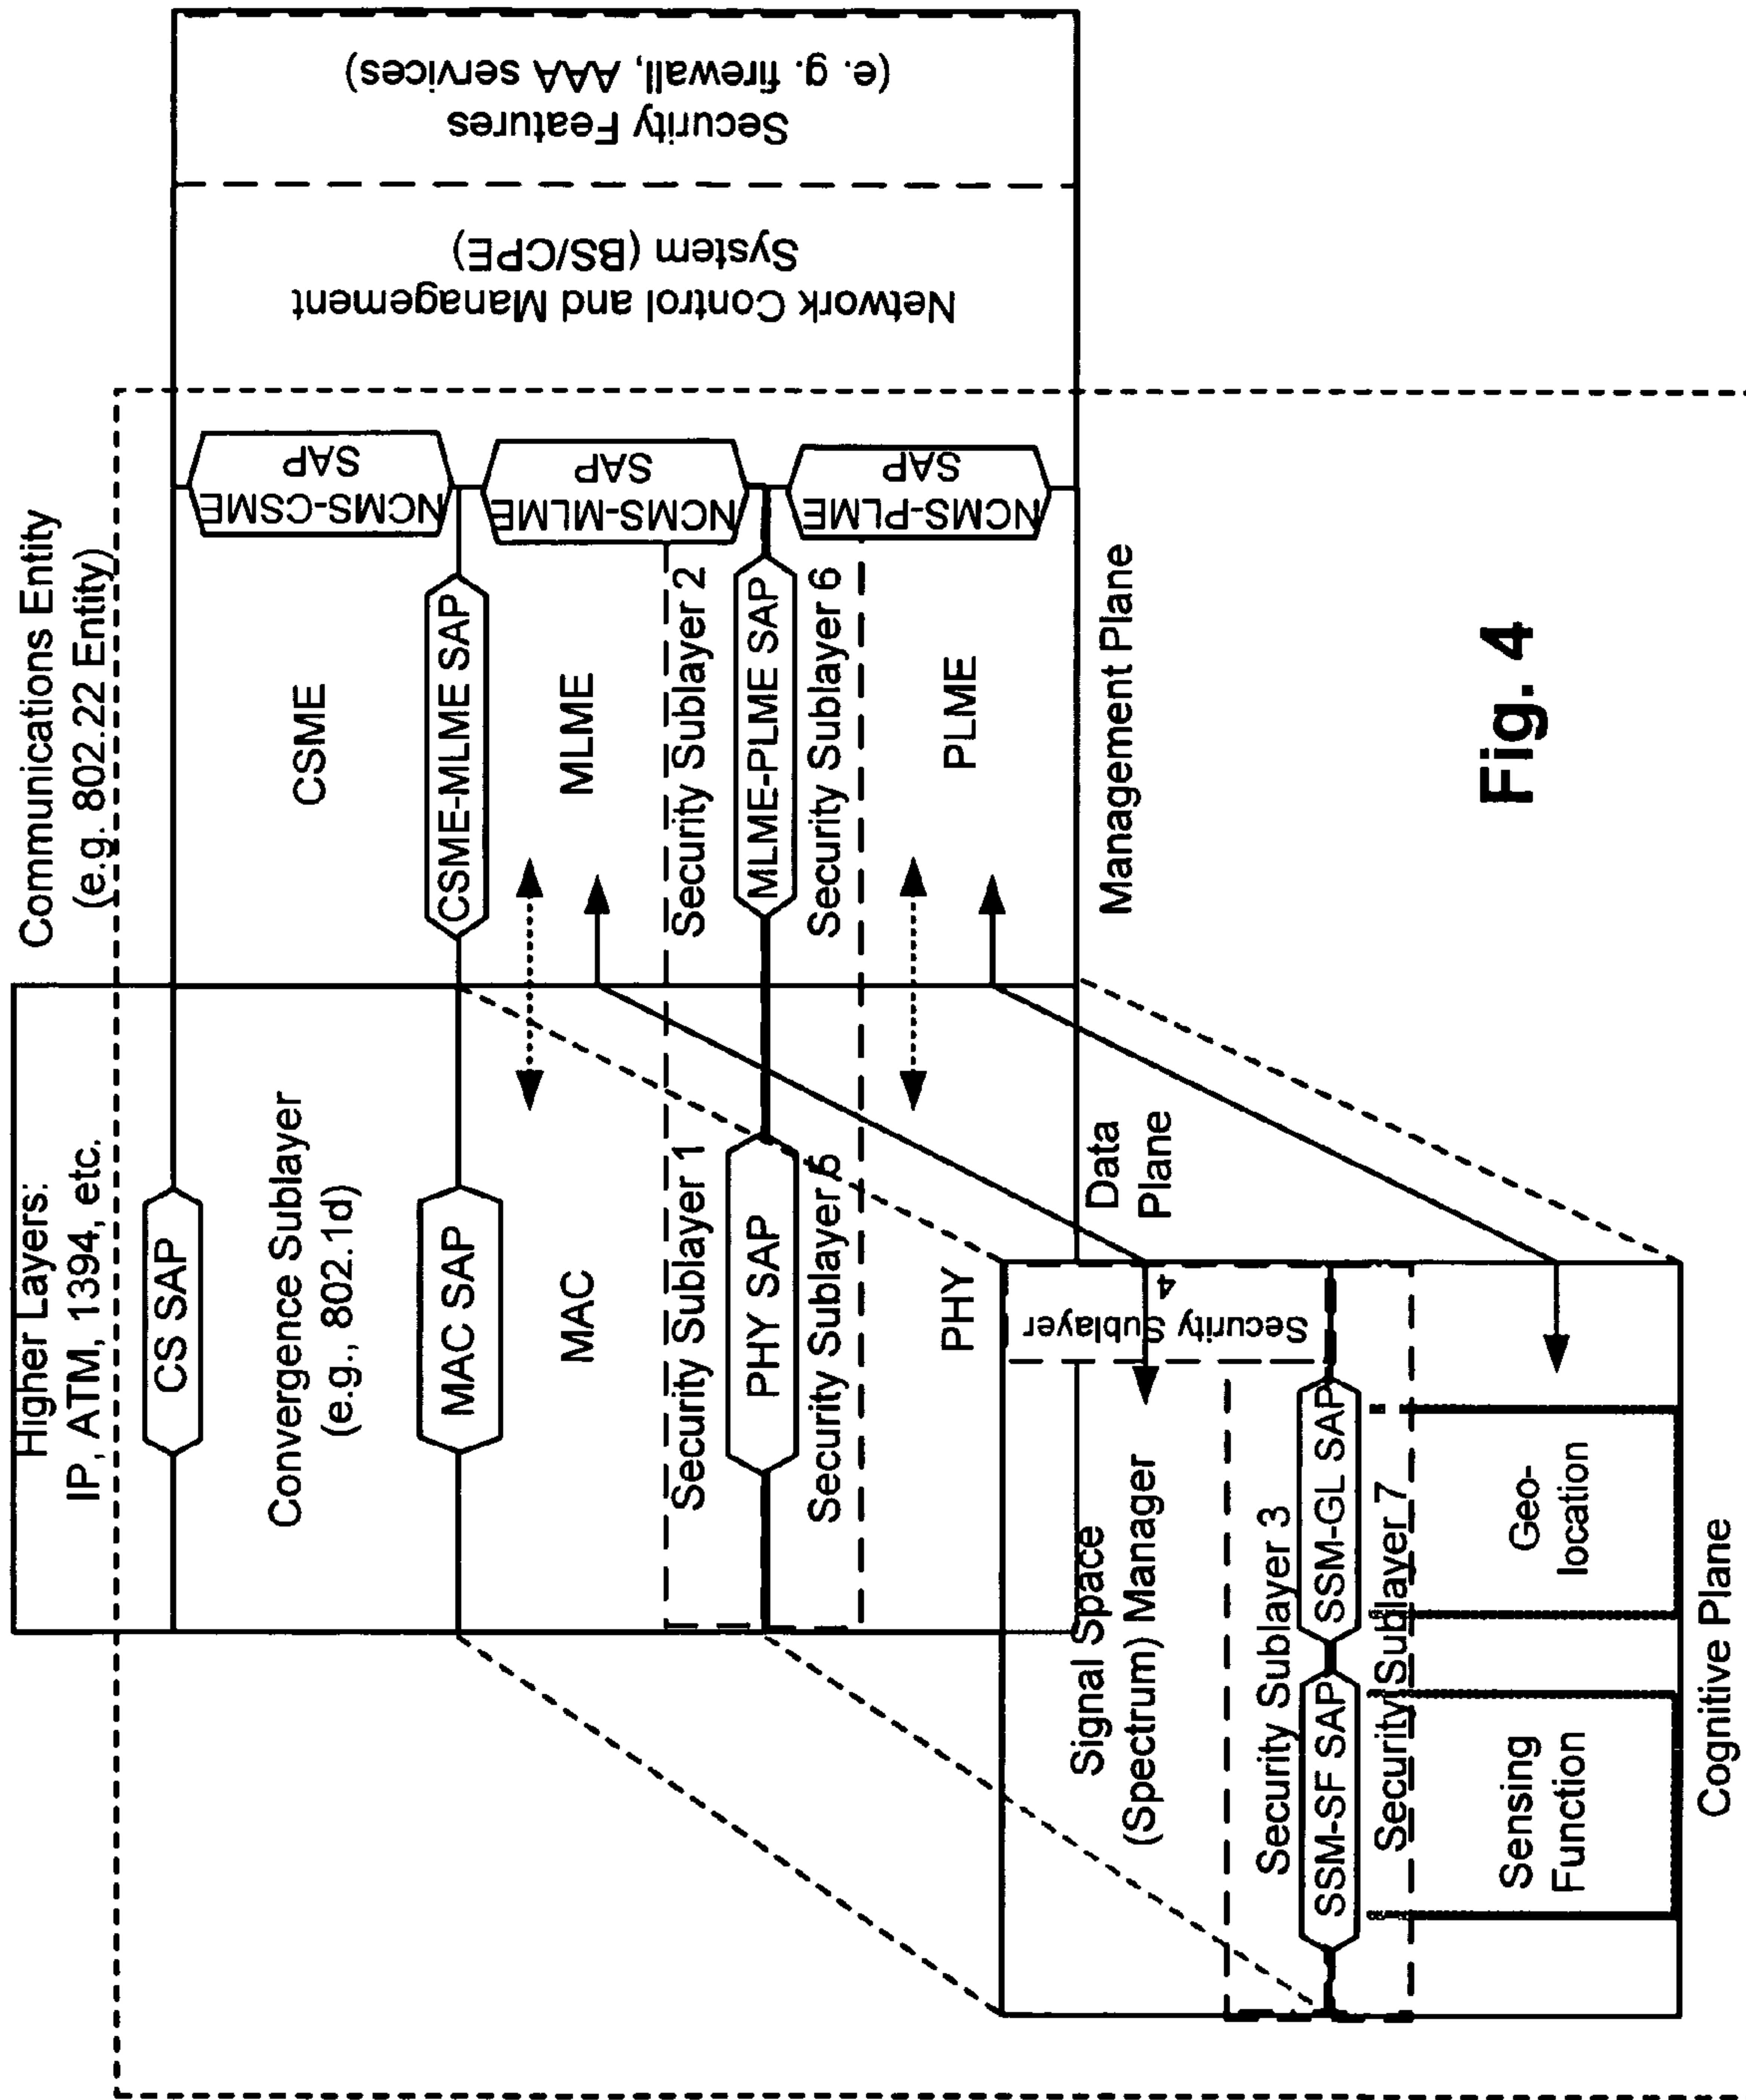 Communications Entity
(e.g. 802.22 Entity)
Higher Layers:
IP, ATM, 1394, etc.
CS SAP
Convergence Sublayer
(e.g., 802.1d)
MAC SAP
MAC
Security Sublayer 1
PHY SAP
Security Sublayer 5
PHY
Data
Plane
CSME
CSME-MLME SAP
MLME
Security Sublayer 2
MLME-PLME SAP
Security Sublayer 6
PLME
Management Plane
NCMS-CSME
SAP
NCMS-MLME
SAP
NCMS-PLME
SAP
Network Control and Management
System (BS/CPE)
Security Features
(e. g. firewall, AAA services)
Signal Space
(Spectrum) Manager
Security Sublayer
4
Security Sublayer 3
SSM-SF SAP
SSM-GL SAP
Security Sublayer 7
Sensing
Function
Geo-
location
Cognitive Plane
Fig. 4